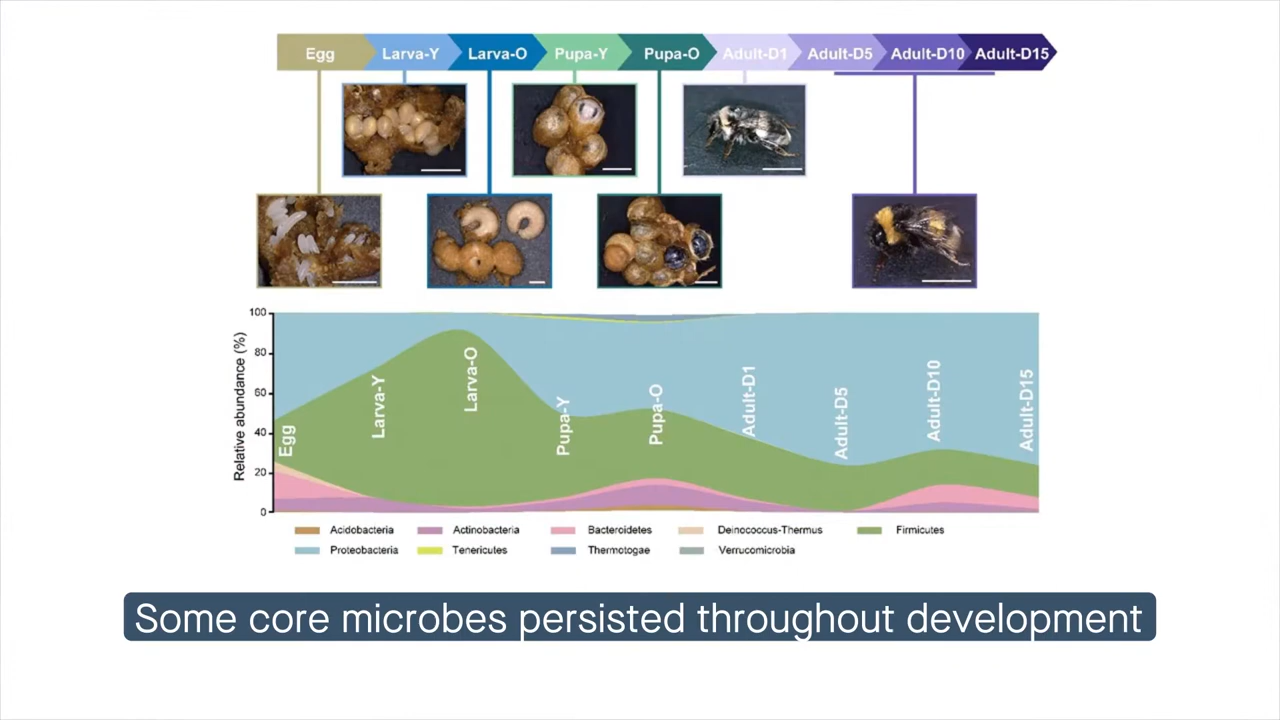 Egg Larva-Y Larva-O Pupa-Y Pupa-O Adult-D1 Adult-D5 Adult-D10 Adult-D15
Relative abundance (%)
100
80
60
40
20
0
Egg
Larva-Y
Larva-O
Pupa-Y
Pupa-O
Adult-D1
Adult-D5
Adult-D10
Adult-D15
Acidobacteria Actinobacteria Bacteroidetes Deinococcus-Thermus Firmicutes
Proteobacteria Tenericutes Thermotogae Verrucomicrobia
Some core microbes persisted throughout development